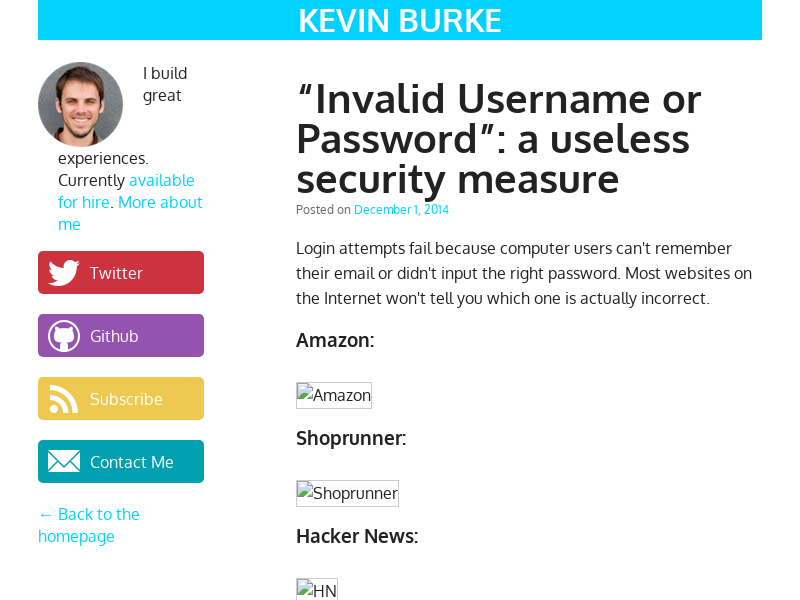 KEVIN BURKE
I build
great
experiences.
Currently available
for hire. More about
me
Twitter
Github
Subscribe
Contact Me
← Back to the
homepage
“Invalid Username or
Password”: a useless
security measure
Posted on December 1, 2014
Login attempts fail because computer users can't remember
their email or didn't input the right password. Most websites on
the Internet won't tell you which one is actually incorrect.
Amazon:
Amazon
Shoprunner:
Shoprunner
Hacker News:
HN